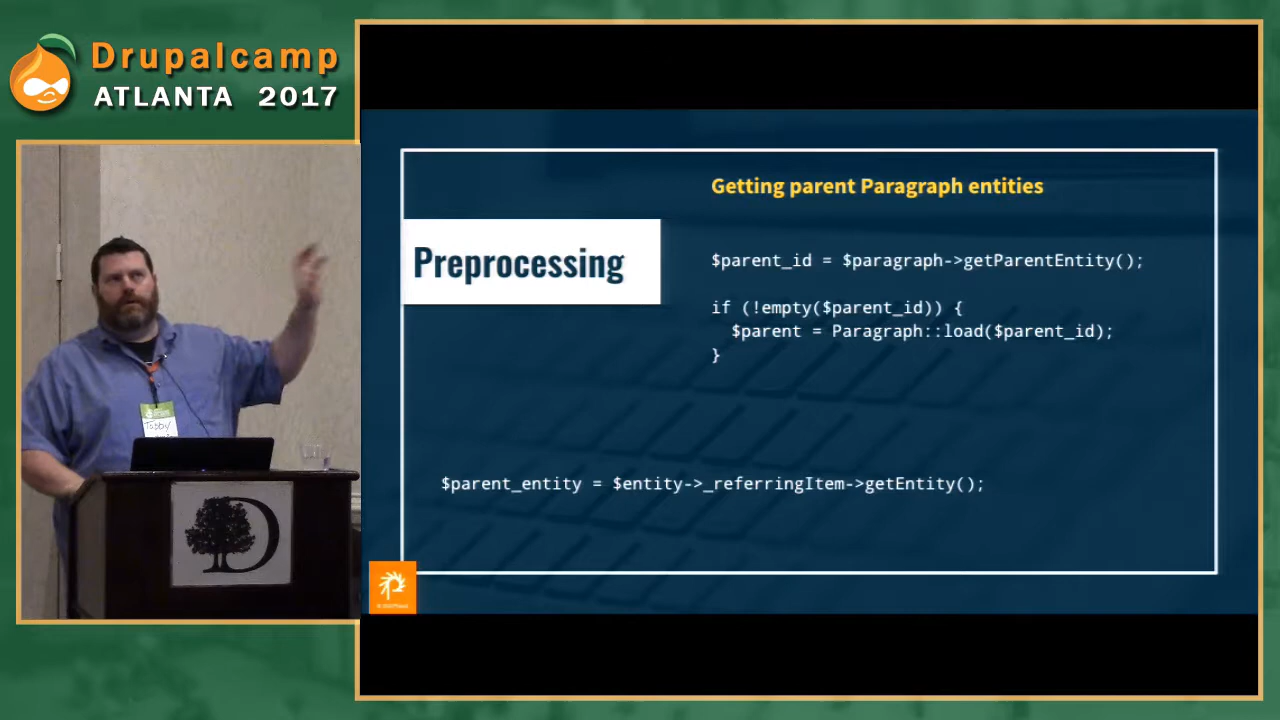 Drupalcamp
ATLANTA 2017
Getting parent Paragraph entities
Preprocessing
$parent_id = $paragraph->getParentEntity();
if (!empty($parent_id)) {
$parent = Paragraph::load($parent_id);
}
$parent_entity = $entity->_referringItem->getEntity();
Topby
D